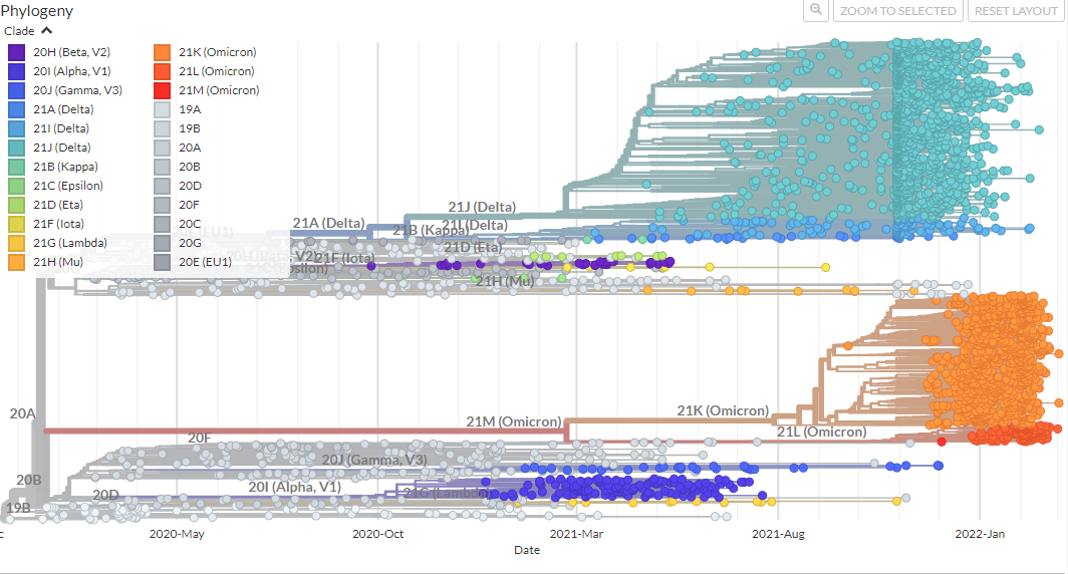 Phylogeny
ZOOM TO SELECTED
RESET LAYOUT
Clade
20H (Beta, V2)
20I (Alpha, V1)
20J (Gamma, V3)
21A (Delta)
21I (Delta)
21J (Delta)
21B (Kappa)
21C (Epsilon)
21D (Eta)
21F (Iota)
21G (Lambda)
21H (Mu)
21K (Omicron)
21L (Omicron)
21M (Omicron)
19A
19B
20A
20B
20D
20F
20C
20G
20E (EU1)
21J (Delta)
21A (Delta)
21I (Delta)
21B (Kappa)
21D (Eta)
21F (Iota)
21H (Mu)
20A
21K (Omicron)
21M (Omicron)
21L (Omicron)
20F
20J (Gamma, V3)
20B
20I (Alpha, V1)
21G (Lambda)
20D
19B
2020-May
2020-Oct
2021-Mar
2021-Aug
2022-Jan
Date